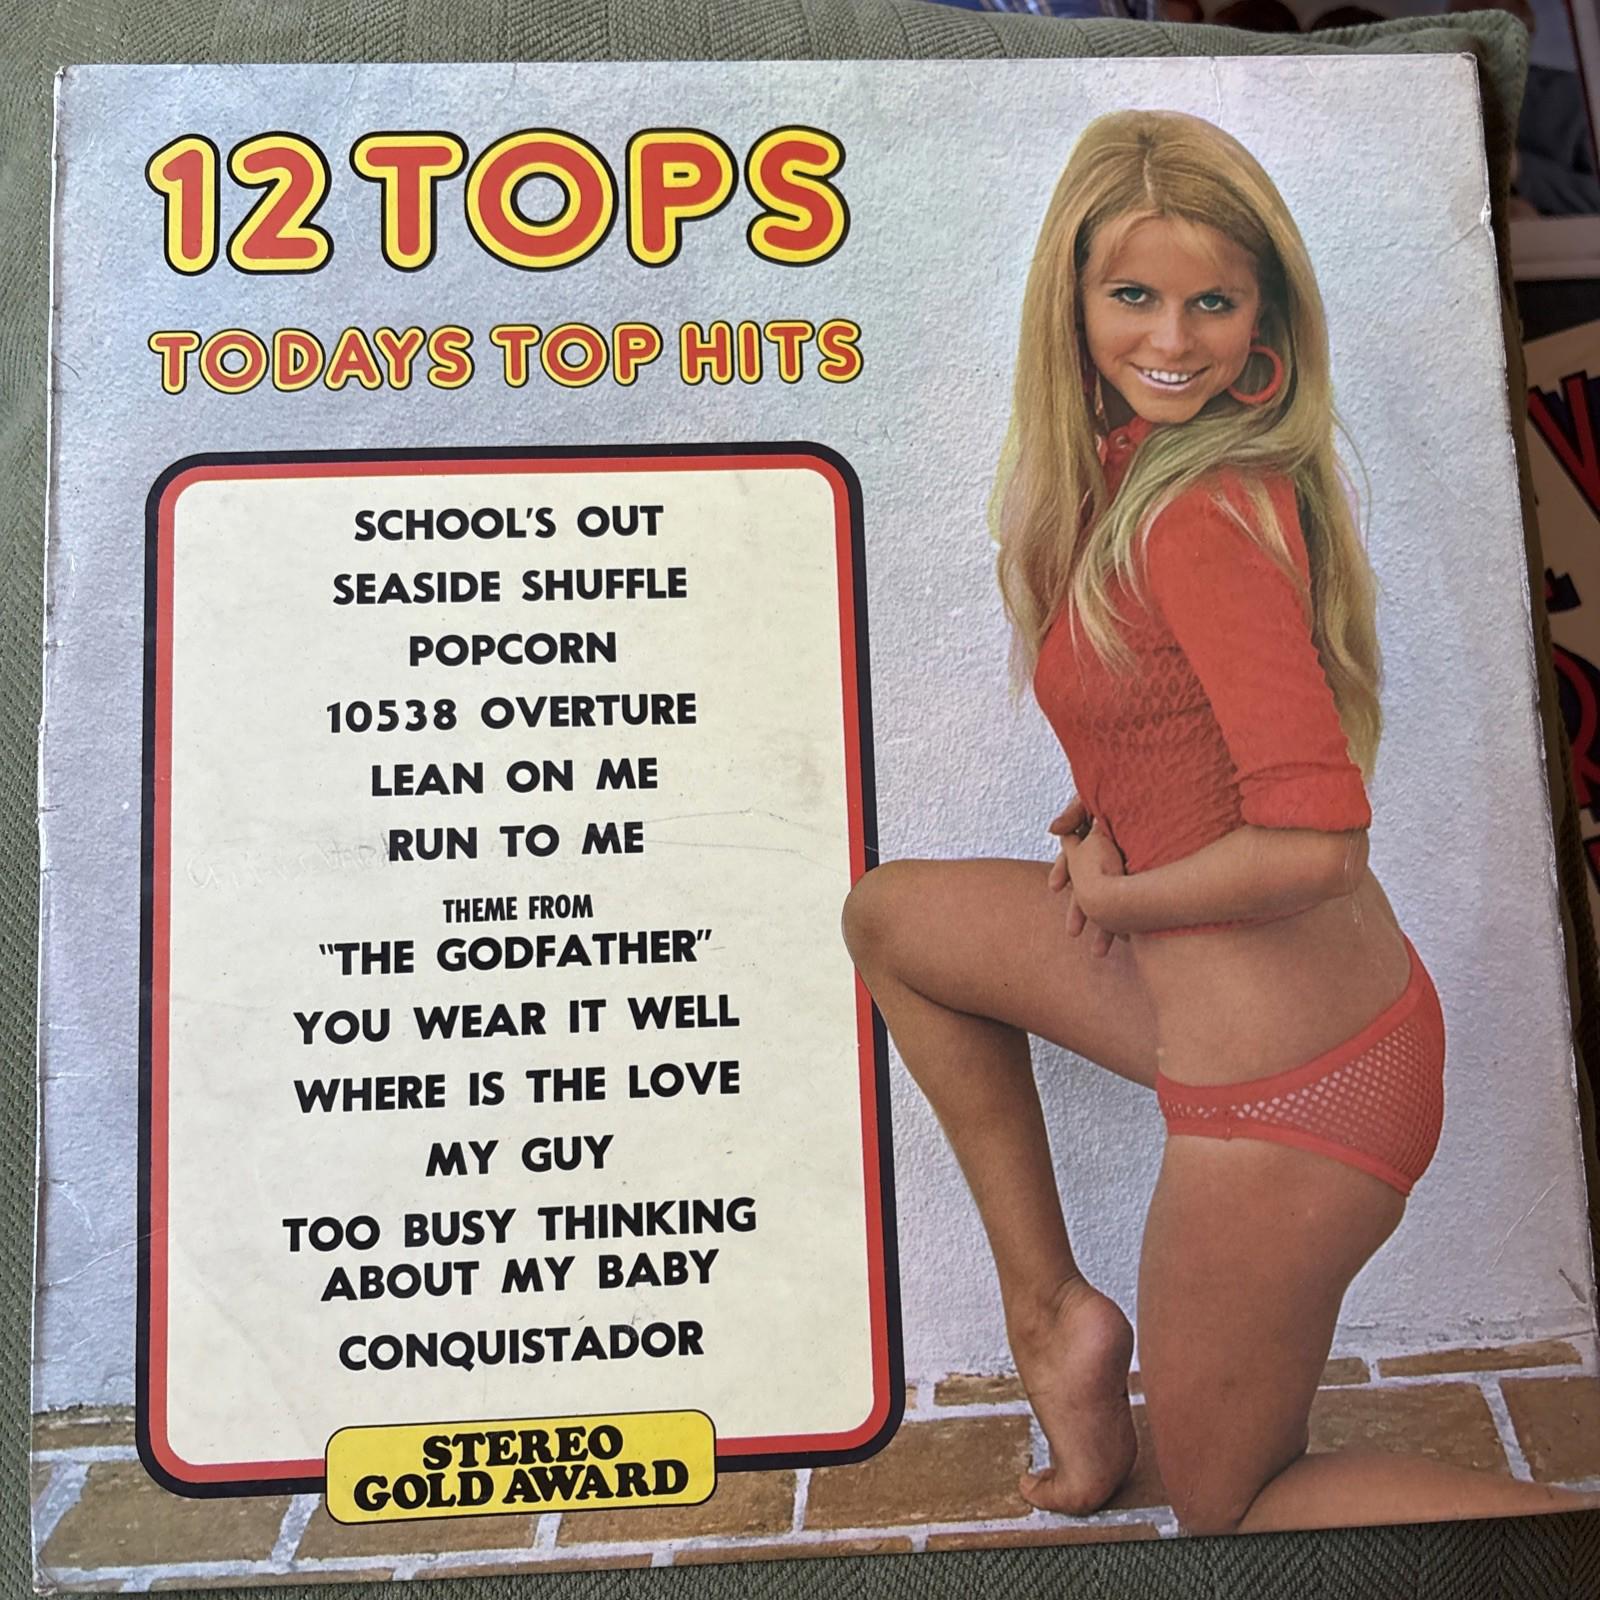 12 TOPS
TODAYS TOP HITS
SCHOOL'S OUT
SEASIDE SHUFFLE
POPCORN
10538 OVERTURE
LEAN ON ME
RUN TO ME
THEME FROM
"THE GODFATHER"
YOU WEAR IT WELL
WHERE IS THE LOVE
MY GUY
TOO BUSY THINKING
ABOUT MY BABY
CONQUISTADOR
STEREO
GOLD AWARD